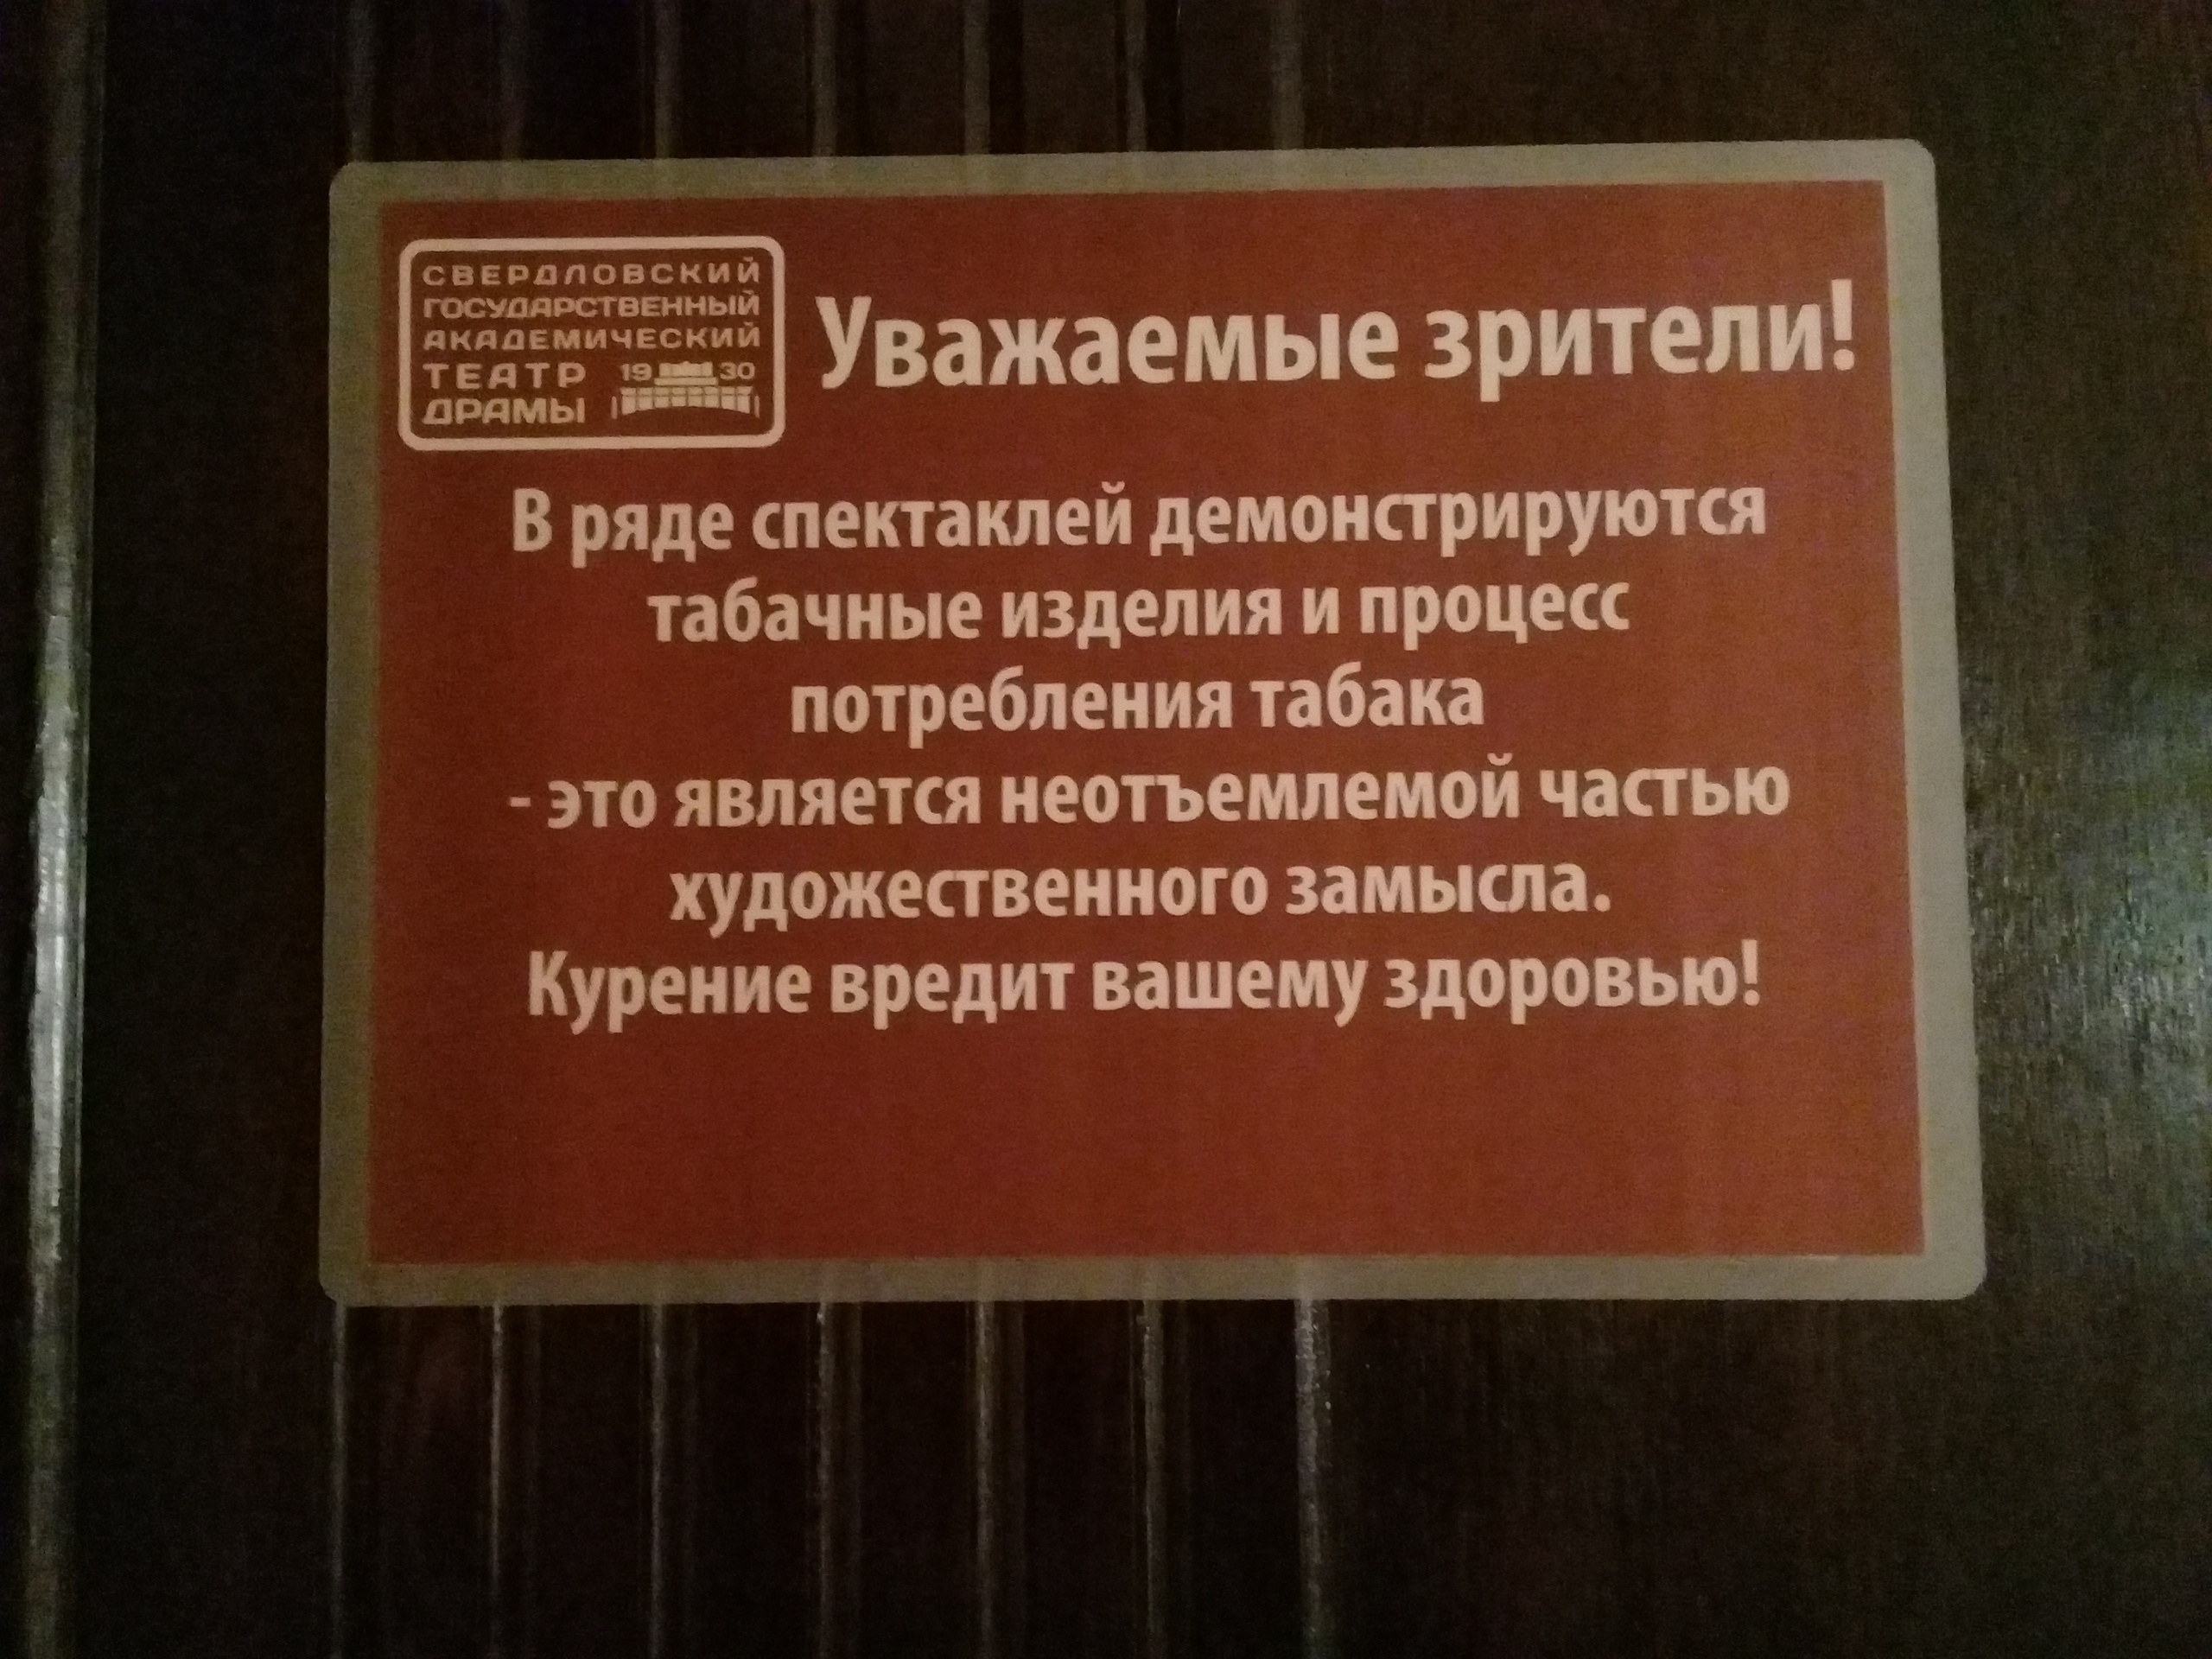 СВЕРДЛОВСКИЙ
ГОСУДАРСТВЕННЫЙ
АКАДЕМИЧЕСКИЙ
ТЕАТР 19 30
ДРАМЫ
Уважаемые зрители!
В ряде спектаклей демонстрируются
табачные изделия и процесс
потребления табака
- это является неотъемлемой частью
художественного замысла.
Курение вредит вашему здоровью!